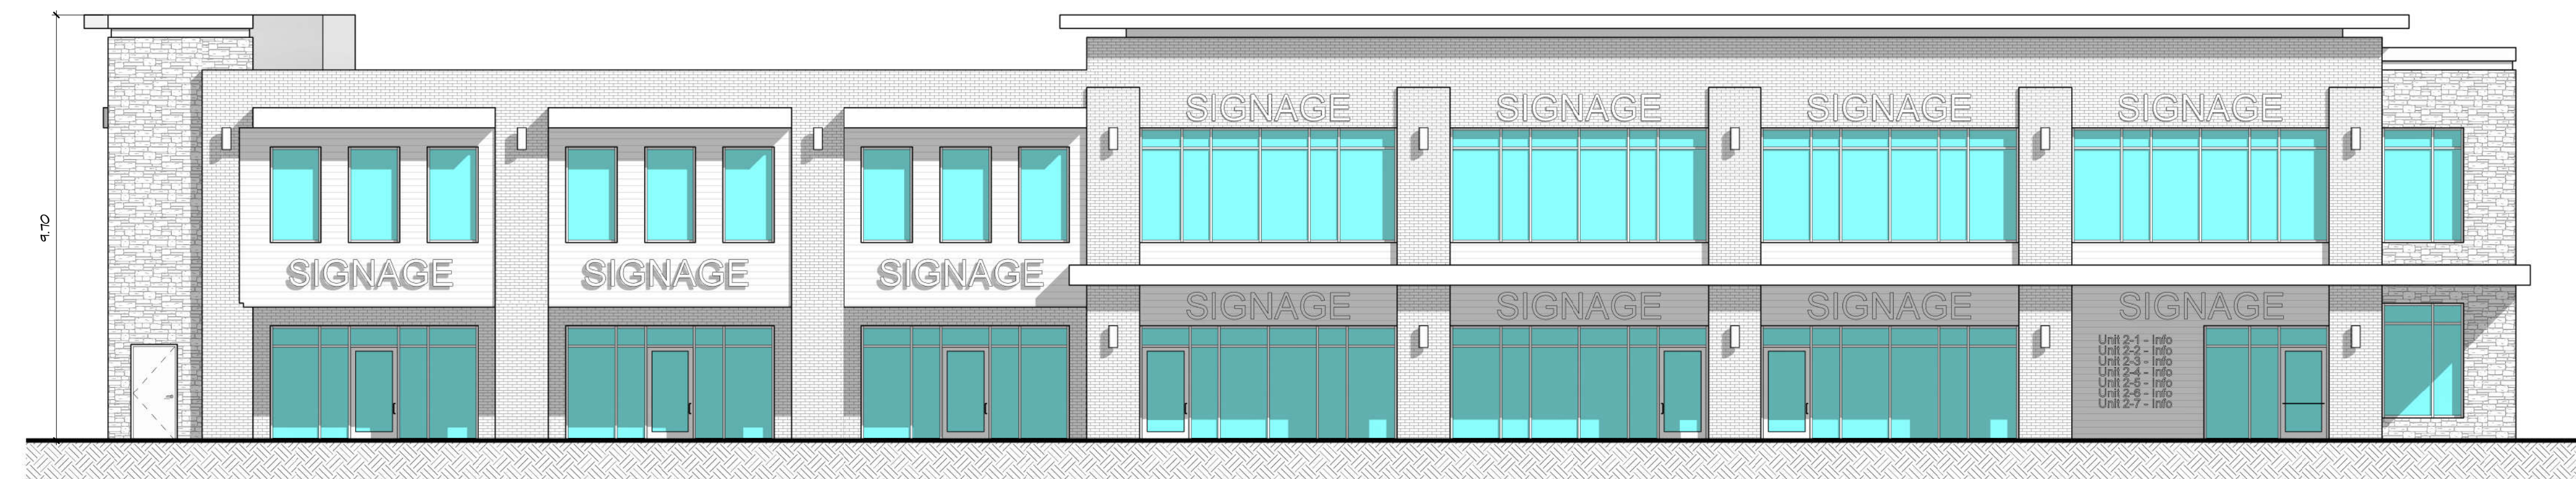 SIGNAGE SIGNAGE SIGNAGE SIGNAGE
9.70
SIGNAGE SIGNAGE SIGNAGE
SIGNAGE SIGNAGE SIGNAGE SIGNAGE
Unit 2-1 - Info
Unit 2-2 - Info
Unit 2-3 - Info
Unit 2-4 - Info
Unit 2-5 - Info
Unit 2-6 - Info
Unit 2-7 - Info